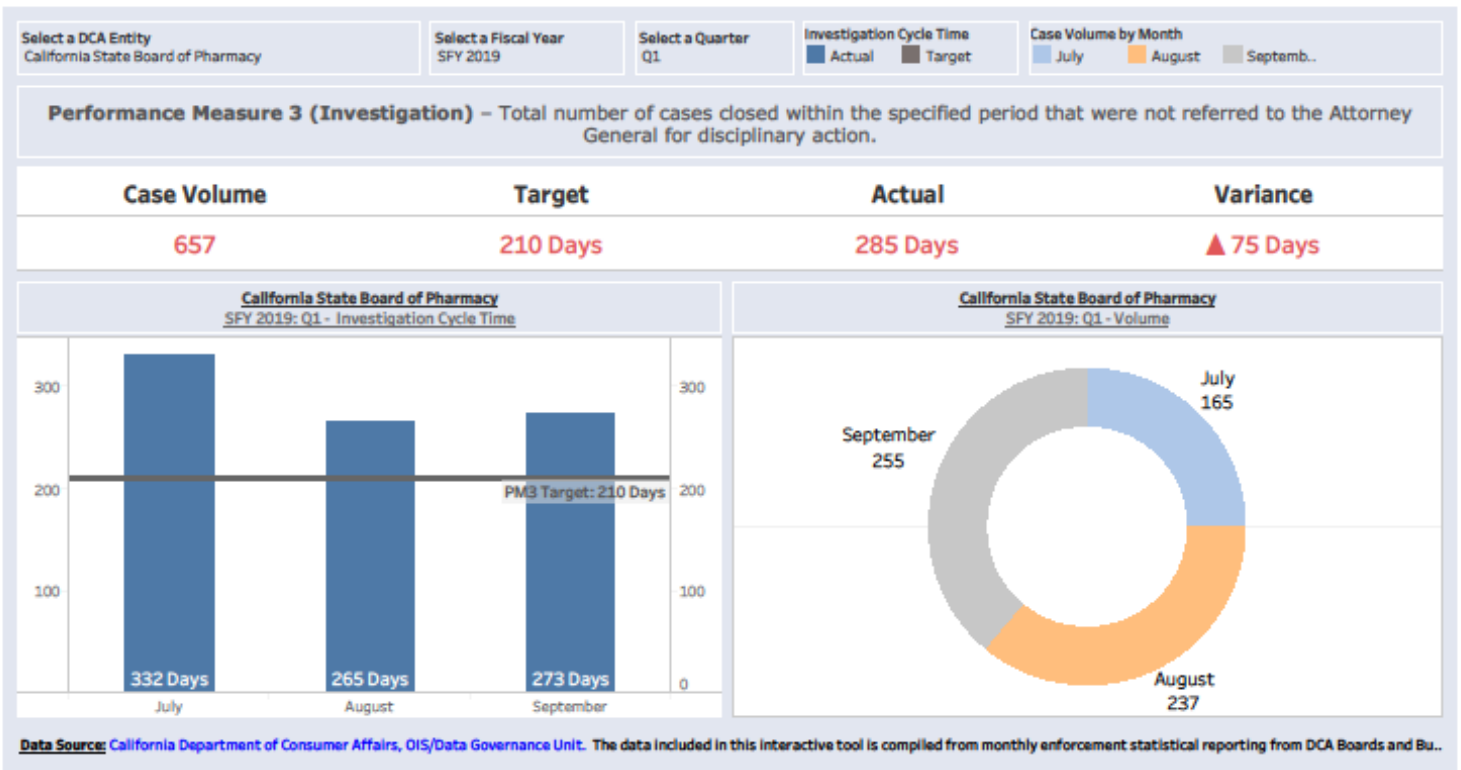 Select a DCA Entity
California State Board of Pharmacy
Select a Fiscal Year
SFY 2019
Select a Quarter
Q1
Investigation Cycle Time
Actual Target
Case Volume by Month
July August Septemb..
Performance Measure 3 (Investigation) – Total number of cases closed within the specified period that were not referred to the Attorney
General for disciplinary action.
Case Volume Target Actual Variance
657 210 Days 285 Days ▲ 75 Days
California State Board of Pharmacy
SFY 2019: Q1 - Investigation Cycle Time
300
200
100
300
200
100
0
PM3 Target: 210 Days
332 Days 265 Days 273 Days
July August September
California State Board of Pharmacy
SFY 2019: Q1 - Volume
July
165
September
255
August
237
Data Source: California Department of Consumer Affairs, OIS/Data Governance Unit. The data included in this interactive tool is compiled from monthly enforcement statistical reporting from DCA Boards and Bu..